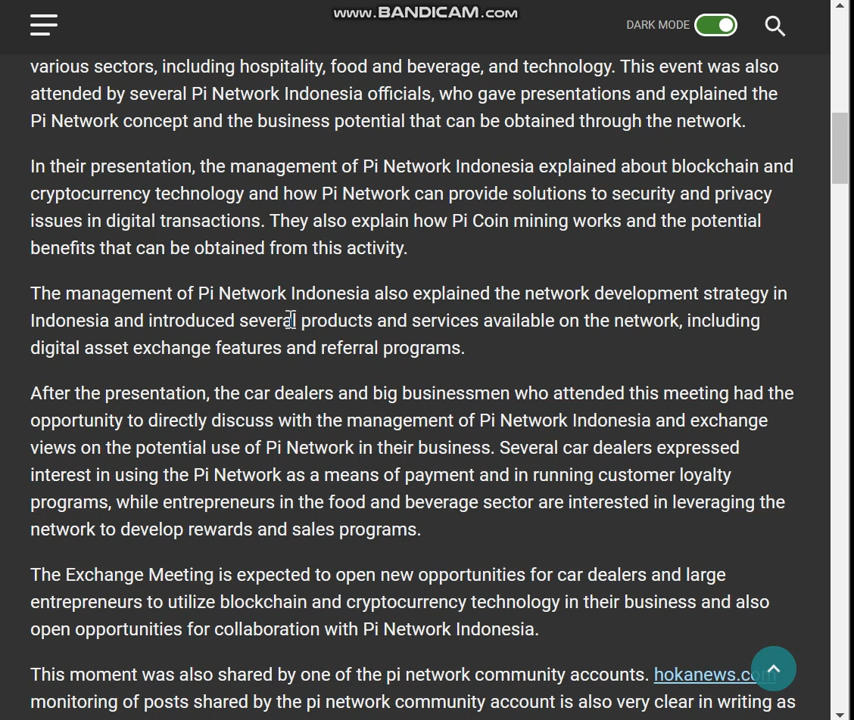 www.BANDICAM.com
DARK MODE
various sectors, including hospitality, food and beverage, and technology. This event was also
attended by several Pi Network Indonesia officials, who gave presentations and explained the
Pi Network concept and the business potential that can be obtained through the network.
In their presentation, the management of Pi Network Indonesia explained about blockchain and
cryptocurrency technology and how Pi Network can provide solutions to security and privacy
issues in digital transactions. They also explain how Pi Coin mining works and the potential
benefits that can be obtained from this activity.
The management of Pi Network Indonesia also explained the network development strategy in
Indonesia and introduced several products and services available on the network, including
digital asset exchange features and referral programs.
After the presentation, the car dealers and big businessmen who attended this meeting had the
opportunity to directly discuss with the management of Pi Network Indonesia and exchange
views on the potential use of Pi Network in their business. Several car dealers expressed
interest in using the Pi Network as a means of payment and in running customer loyalty
programs, while entrepreneurs in the food and beverage sector are interested in leveraging the
network to develop rewards and sales programs.
The Exchange Meeting is expected to open new opportunities for car dealers and large
entrepreneurs to utilize blockchain and cryptocurrency technology in their business and also
open opportunities for collaboration with Pi Network Indonesia.
This moment was also shared by one of the pi network community accounts. hokanews.com
monitoring of posts shared by the pi network community account is also very clear in writing as